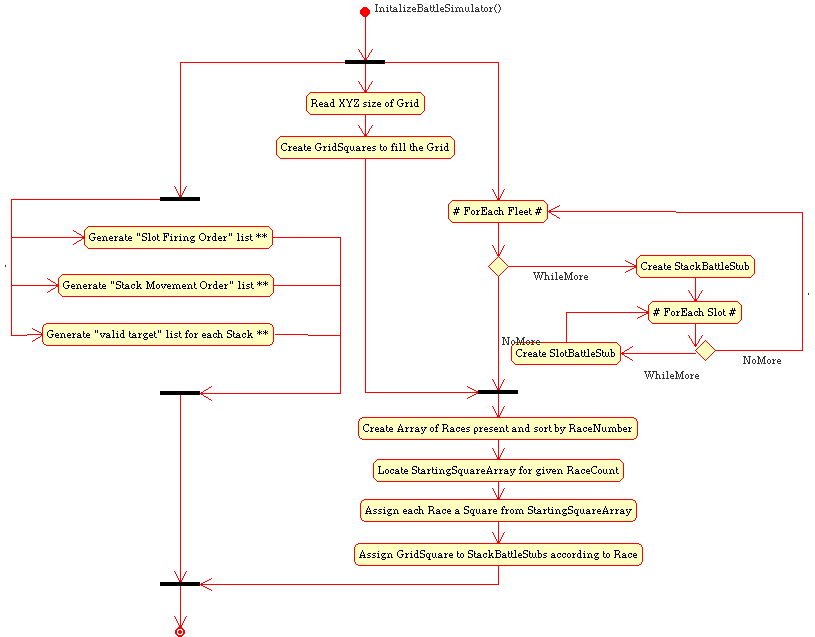 InitalizeBattleSimulator()
Read XYZ size of Grid
Create GridSquares to fill the Grid
# ForEach Fleet #
Generate "Slot Firing Order" list **
WhileMore
Create StackBattleStub
Generate "Stack Movement Order" list **
# ForEach Slot #
Generate "valid target" list for each Stack **
NoMore
Create SlotBattleStub
NoMore
WhileMore
Create Array of Races present and sort by RaceNumber
Locate StartingSquareArray for given RaceCount
Assign each Race a Square from StartingSquareArray
Assign GridSquare to StackBattleStubs according to Race